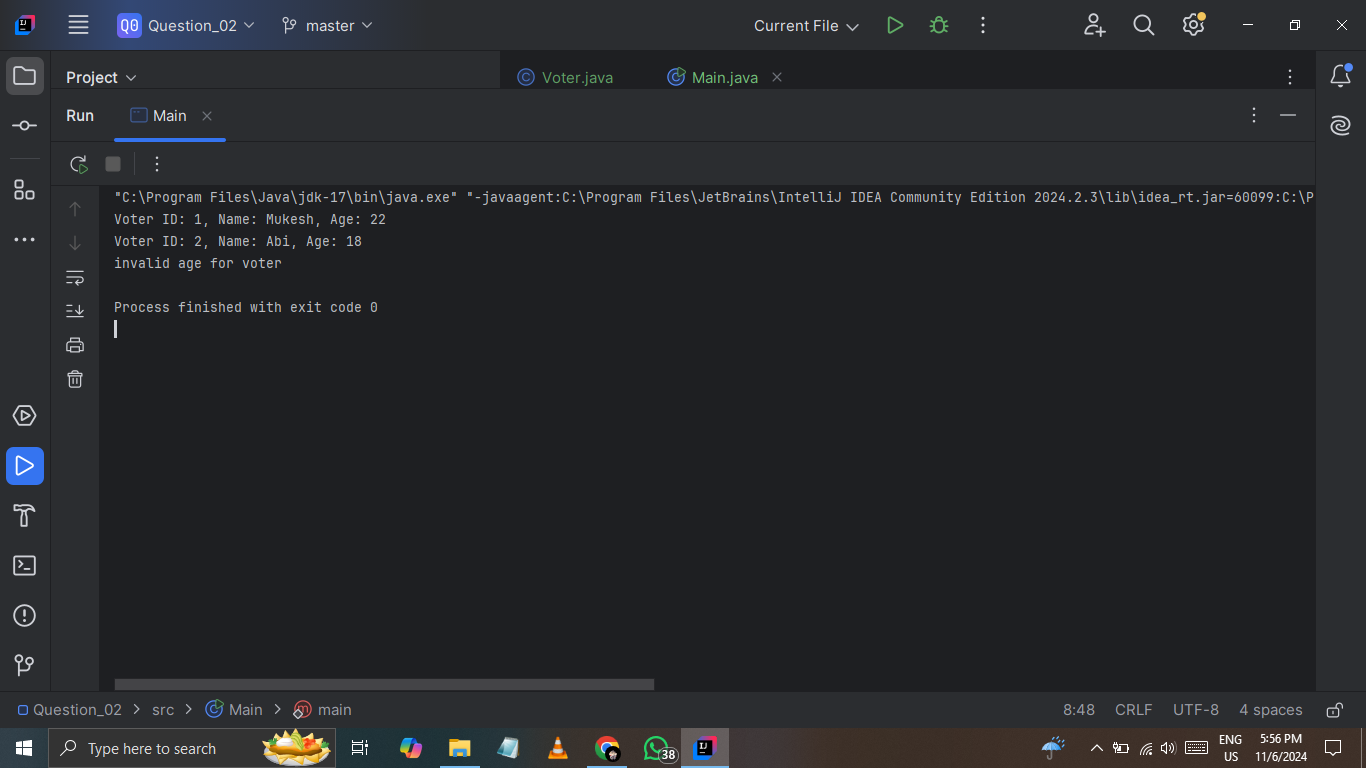 Q0 Question_02 master Current File
Project Voter.java Main.java
Run Main
"C:\Program Files\Java\jdk-17\bin\java.exe" "-javaagent:C:\Program Files\JetBrains\IntelliJ IDEA Community Edition 2024.2.3\lib\idea_rt.jar=60099:C:\P
Voter ID: 1, Name: Mukesh, Age: 22
Voter ID: 2, Name: Abi, Age: 18
invalid age for voter
Process finished with exit code 0
Question_02 > src > Main > main 8:48 CRLF UTF-8 4 spaces
Type here to search 38 ENG US 5:56 PM 11/6/2024